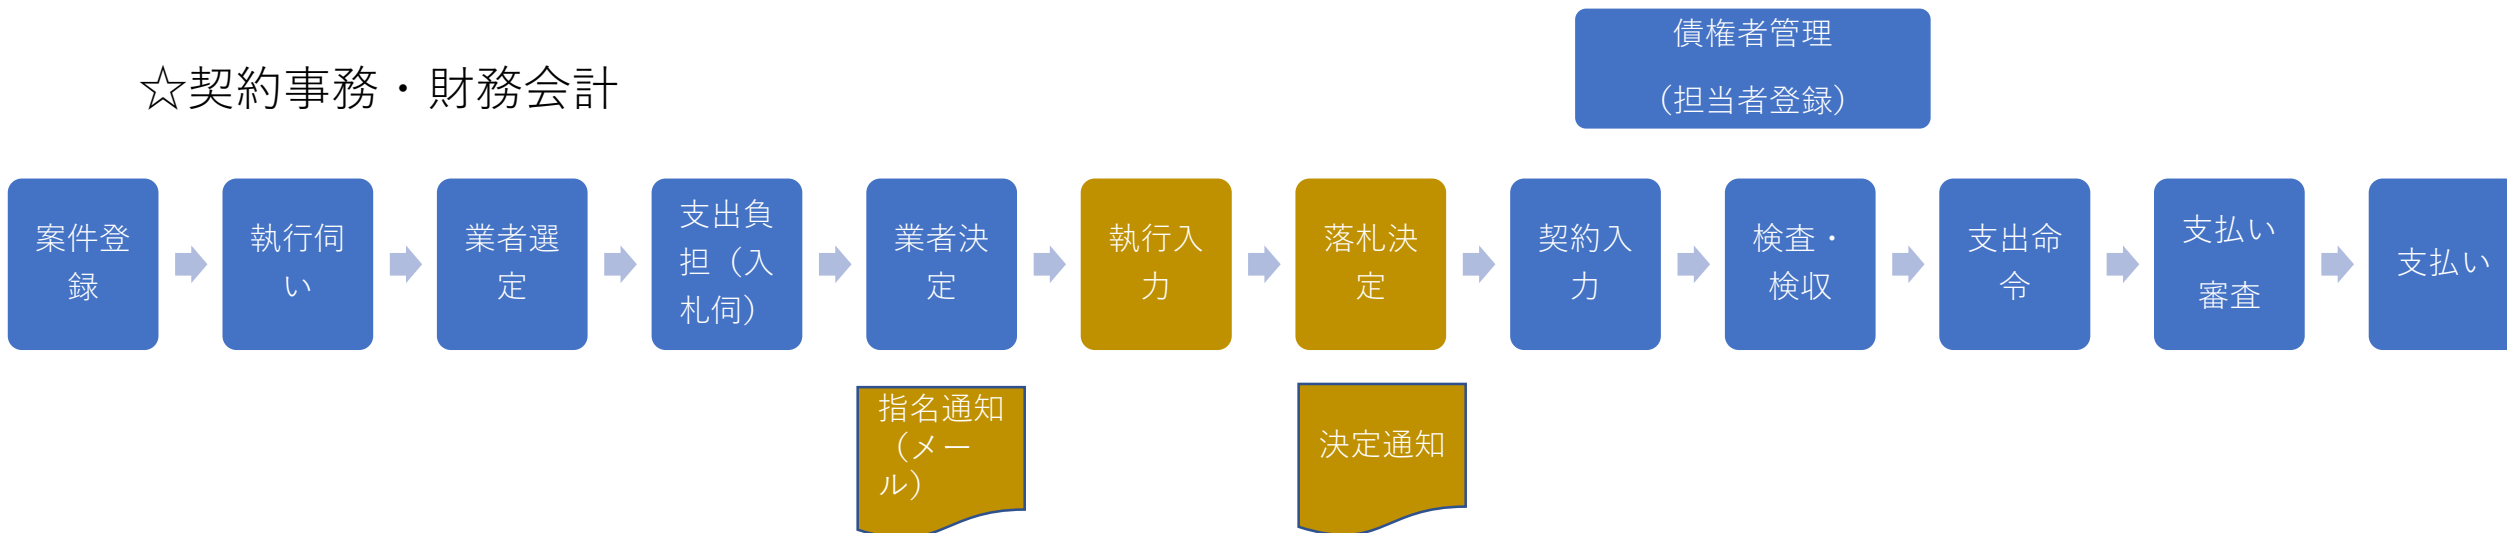 債権者管理
（担当者登録）
☆契約事務・財務会計
案件登
録
執行伺
い
業者選
定
支出負
担（入
札伺）
業者決
定
執行入
力
落札決
定
契約入
力
検査・
検収
支出命
令
支払い
審査
支払い
指名通知
（メー
ル）
決定通知